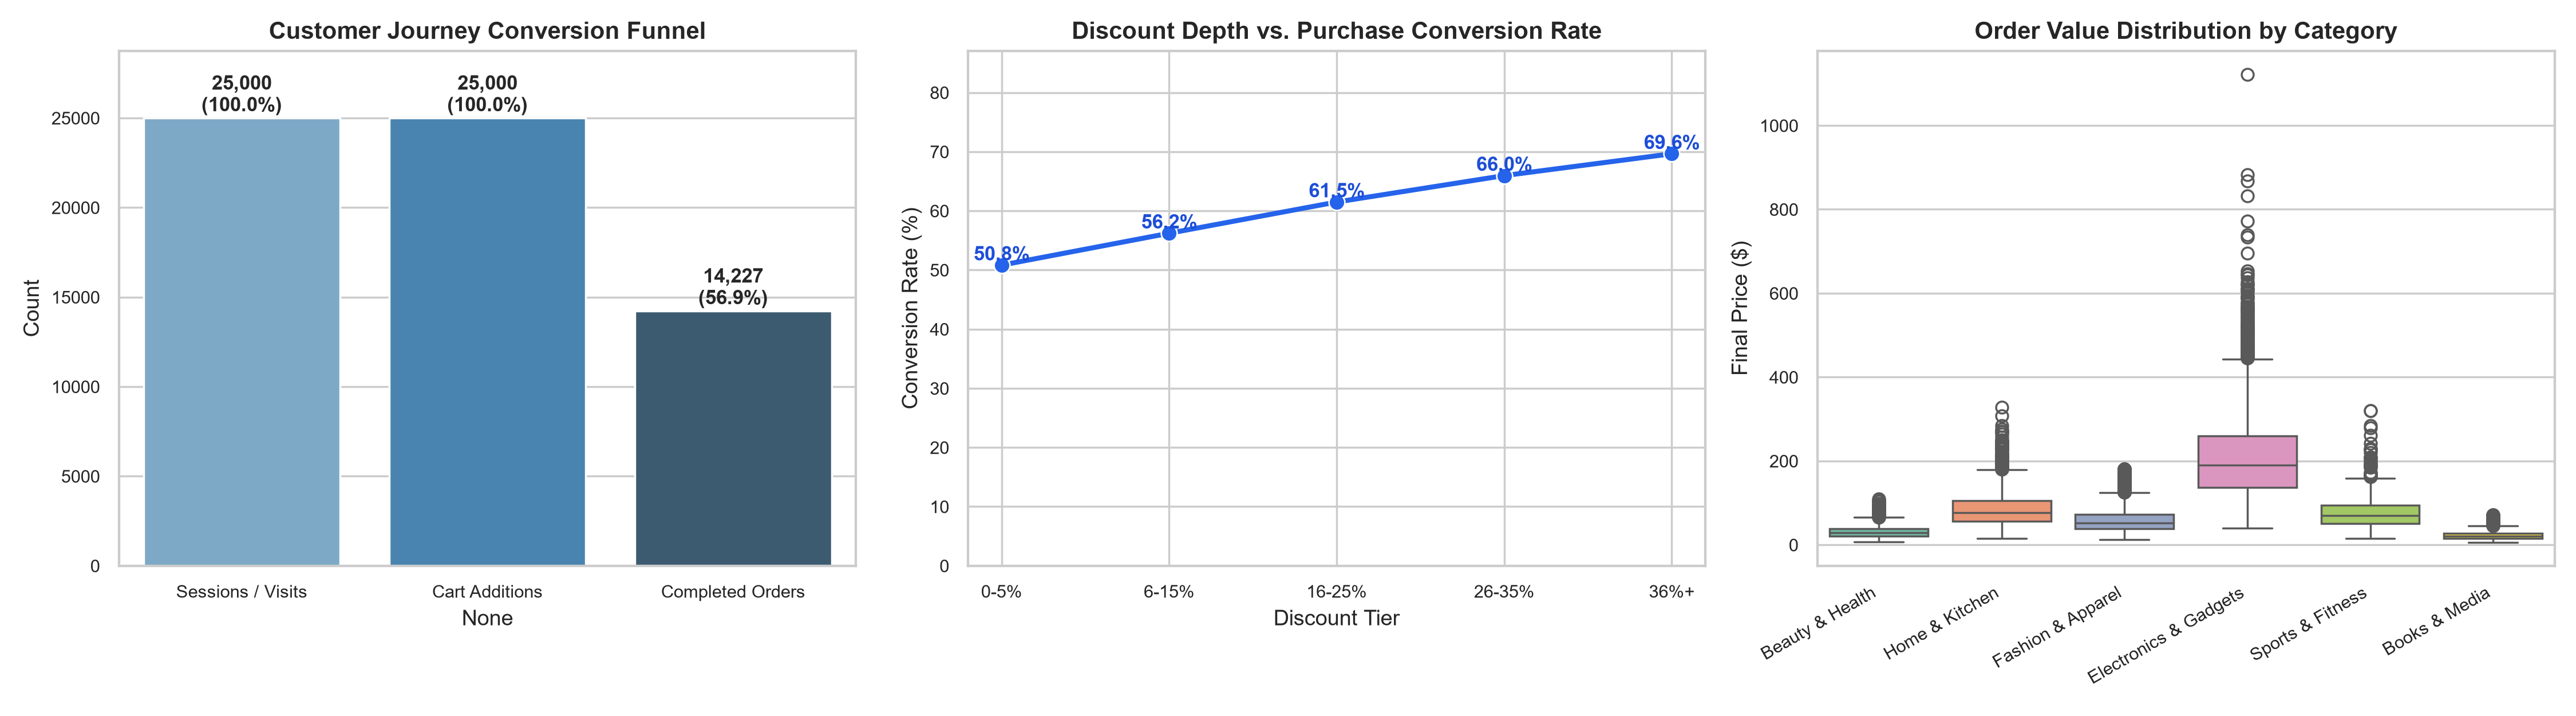 Customer Journey Conversion Funnel
25,000
(100.0%)
25,000
(100.0%)
14,227
(56.9%)
25000
20000
15000
10000
5000
0
Count
Sessions / Visits
Cart Additions
Completed Orders
None
Discount Depth vs. Purchase Conversion Rate
80
70
60
50
40
30
20
10
0
Conversion Rate (%)
50.8%
56.2%
61.5%
66.0%
69.6%
0-5%
6-15%
16-25%
26-35%
36%+
Discount Tier
Order Value Distribution by Category
1000
800
600
400
200
0
Final Price ($)
Beauty & Health
Home & Kitchen
Fashion & Apparel
Electronics & Gadgets
Sports & Fitness
Books & Media